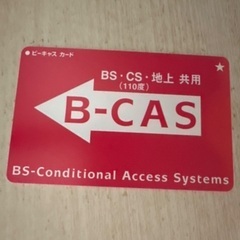 ● ビーキャス カード
★
BS・CS・地上 共用
(110度)
B-CAS
BS-Conditional Access Systems